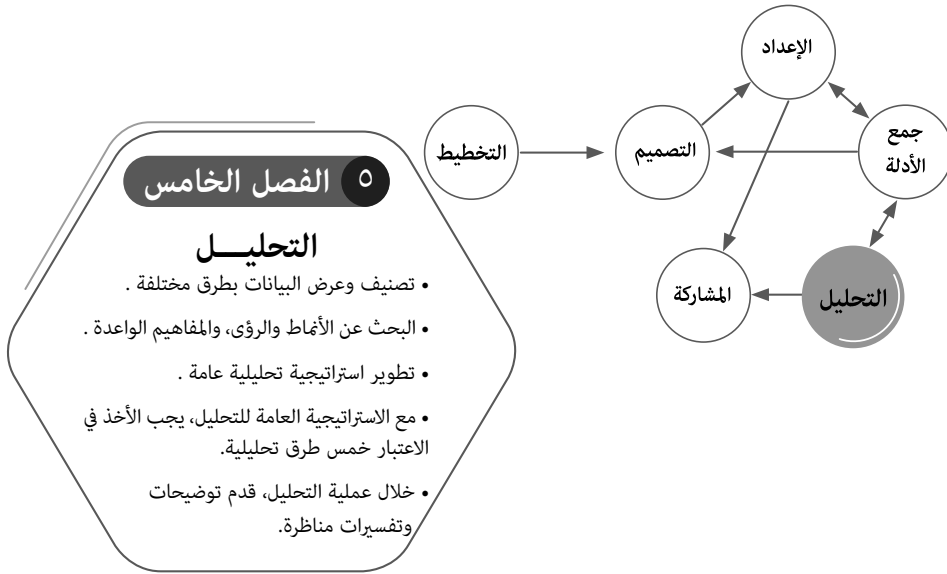 الإعداد
جمع
الأدلة
التصميم
التخطيط
التحليل
المشاركة
٥ الفصل الخامس
التحليـــل
• تصنيف وعرض البيانات بطرق مختلفة .
• البحث عن الأنماط والرؤى، والمفاهيم الواعدة .
• تطوير استراتيجية تحليلية عامة .
• مع الاستراتيجية العامة للتحليل، يجب الأخذ في
الاعتبار خمس طرق تحليلية.
• خلال عملية التحليل، قدم توضيحات
وتفسيرات مناظرة.